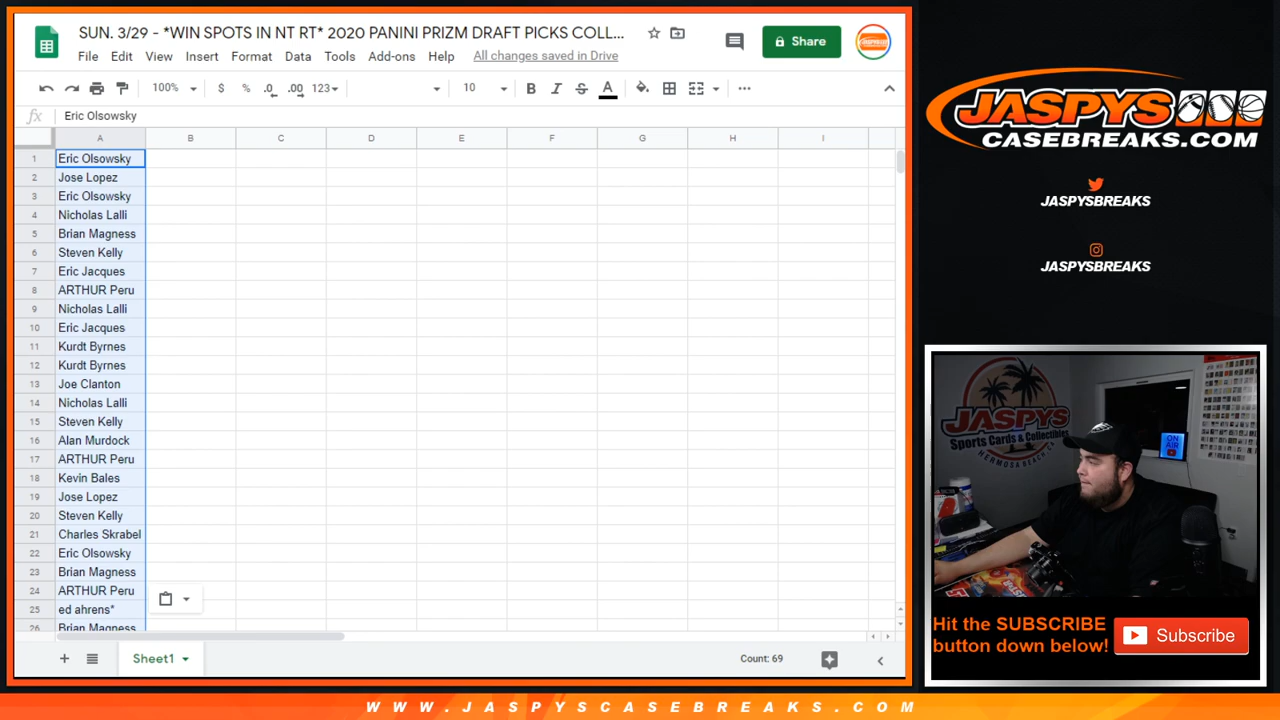 SUN. 3/29 - *WIN SPOTS IN NT RT* 2020 PANINI PRIZM DRAFT PICKS COLL...
File Edit View Insert Format Data Tools Add-ons Help All changes saved in Drive
Share
100% $ % .0 .00 123 10 B I S A
fx Eric Olsowsky
A B C D E F G H I
1 Eric Olsowsky
2 Jose Lopez
3 Eric Olsowsky
4 Nicholas Lalli
5 Brian Magness
6 Steven Kelly
7 Eric Jacques
8 ARTHUR Peru
9 Nicholas Lalli
10 Eric Jacques
11 Kurdt Byrnes
12 Kurdt Byrnes
13 Joe Clanton
14 Nicholas Lalli
15 Steven Kelly
16 Alan Murdock
17 ARTHUR Peru
18 Kevin Bales
19 Jose Lopez
20 Steven Kelly
21 Charles Skrabel
22 Eric Olsowsky
23 Brian Magness
24 ARTHUR Peru
25 ed ahrens*
26 Brian Magness
Sheet1
Count: 69
JASPYS
CASEBREAKS.COM
JASPYSBREAKS
JASPYSBREAKS
JASPYS
Sports Cards & Collectibles
HERMOSA BEACH, CA
ON AIR
Hit the SUBSCRIBE
button down below!
Subscribe
WWW.JASPYSCASEBREAKS.COM